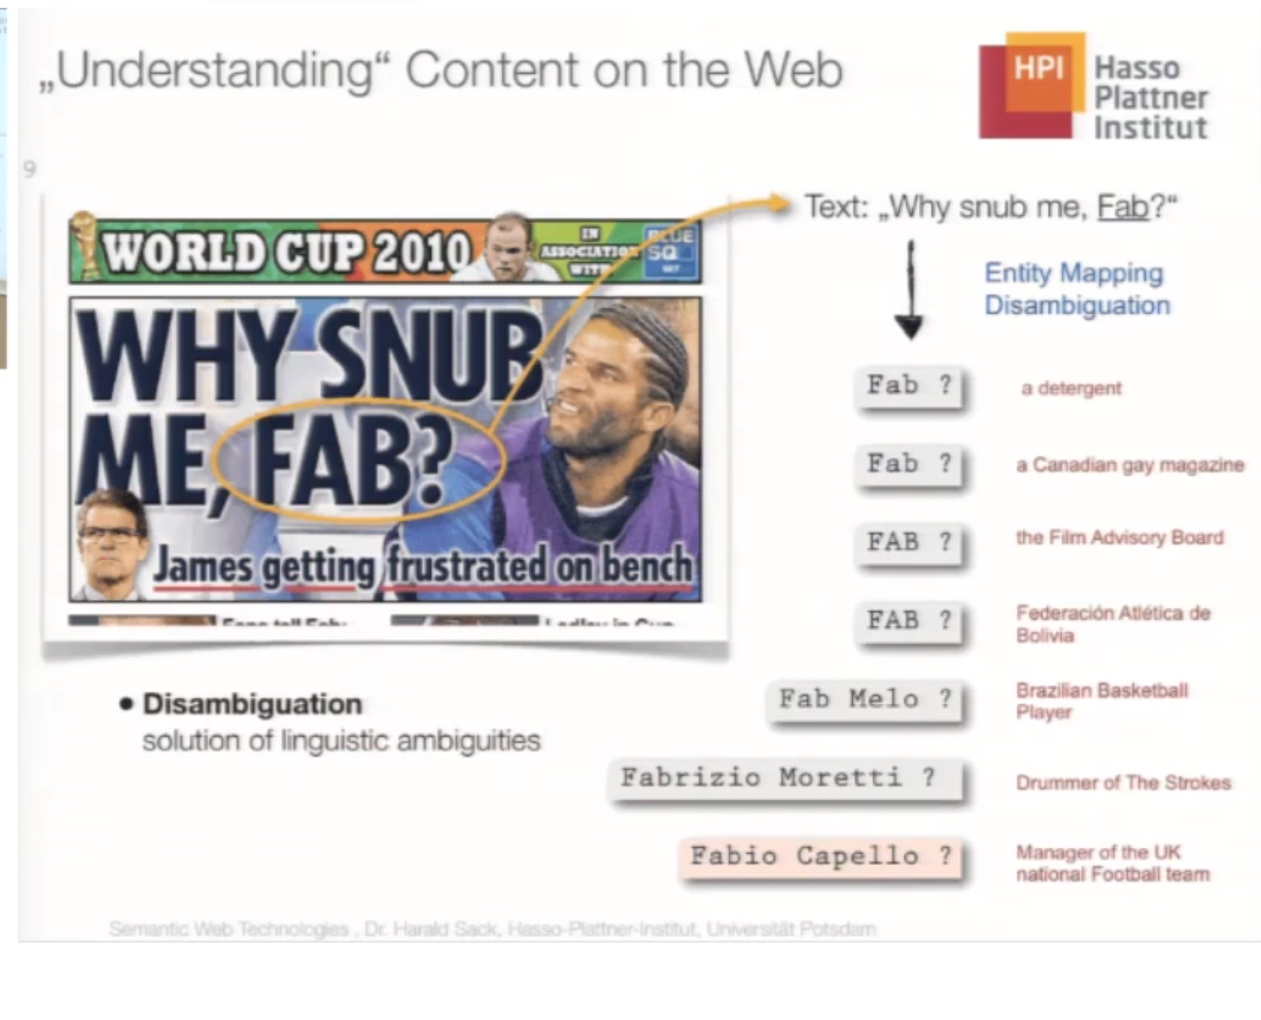 „Understanding“ Content on the Web
HPI Hasso
Plattner
Institut
9
WORLD CUP 2010
IN
ASSOCIATION
WITH
BLUE
SQ
WHY SNUB
ME, FAB?
James getting frustrated on bench
Text: „Why snub me, Fab?“
Entity Mapping
Disambiguation
Fab ? a detergent
Fab ? a Canadian gay magazine
FAB ? the Film Advisory Board
FAB ? Federación Atlética de
Bolivia
Fab Melo ? Brazilian Basketball
Player
Fabrizio Moretti ? Drummer of The Strokes
Fabio Capello ? Manager of the UK
national Football team
• Disambiguation
solution of linguistic ambiguities
Semantic Web Technologies , Dr. Harald Sack, Hasso-Plattner-Institut, Universität Potsdam